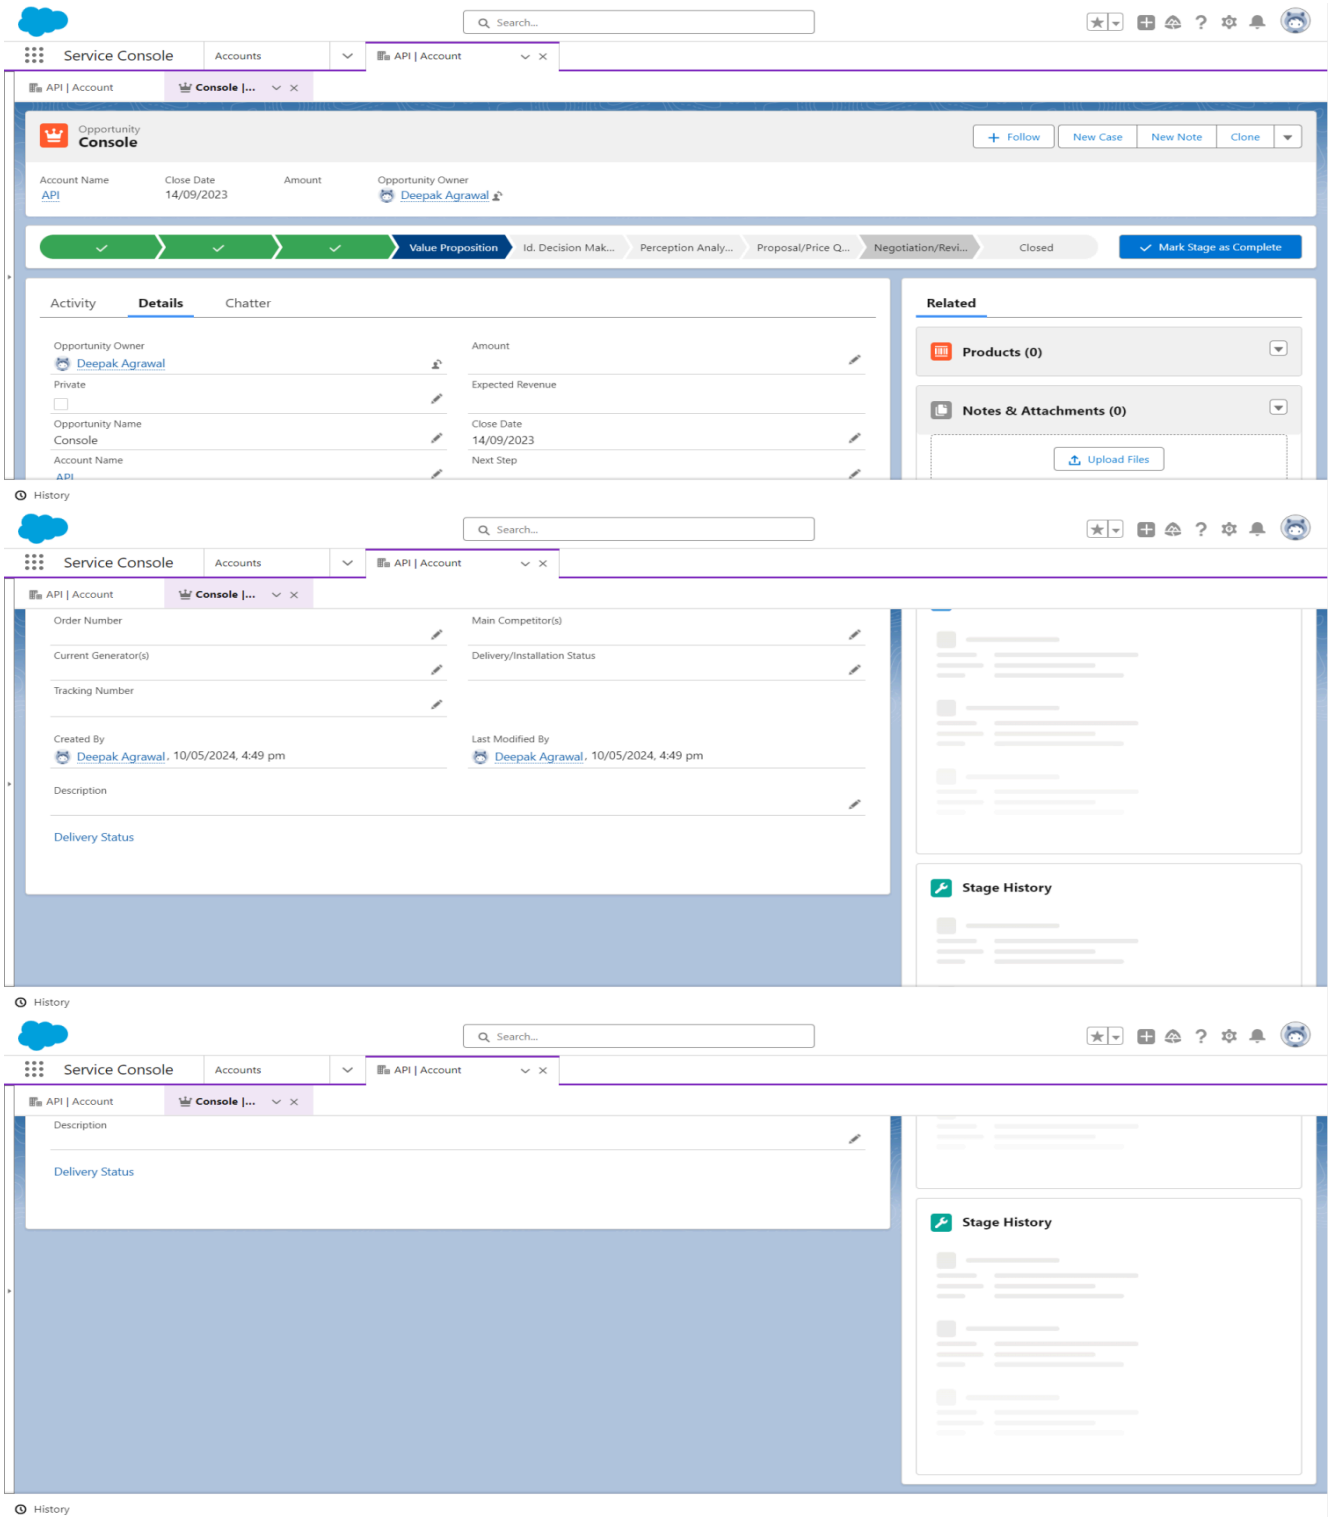 Search...
Service Console
Accounts
API | Account
API | Account
Console |...
Opportunity
Console
Follow
New Case
New Note
Clone
Account Name
Close Date
Amount
Opportunity Owner
API
14/09/2023
Deepak Agrawal
Value Proposition
Id. Decision Mak...
Perception Analy...
Proposal/Price Q...
Negotiation/Revi...
Closed
Mark Stage as Complete
Activity
Details
Chatter
Related
Opportunity Owner
Deepak Agrawal
Amount
Private
Expected Revenue
Opportunity Name
Console
Close Date
14/09/2023
Account Name
API
Next Step
Products (0)
Notes & Attachments (0)
Upload Files
History
Search...
Service Console
Accounts
API | Account
API | Account
Console |...
Order Number
Main Competitor(s)
Current Generator(s)
Delivery/Installation Status
Tracking Number
Created By
Deepak Agrawal, 10/05/2024, 4:49 pm
Last Modified By
Deepak Agrawal, 10/05/2024, 4:49 pm
Description
Delivery Status
Stage History
History
Search...
Service Console
Accounts
API | Account
API | Account
Console |...
Description
Delivery Status
Stage History
History